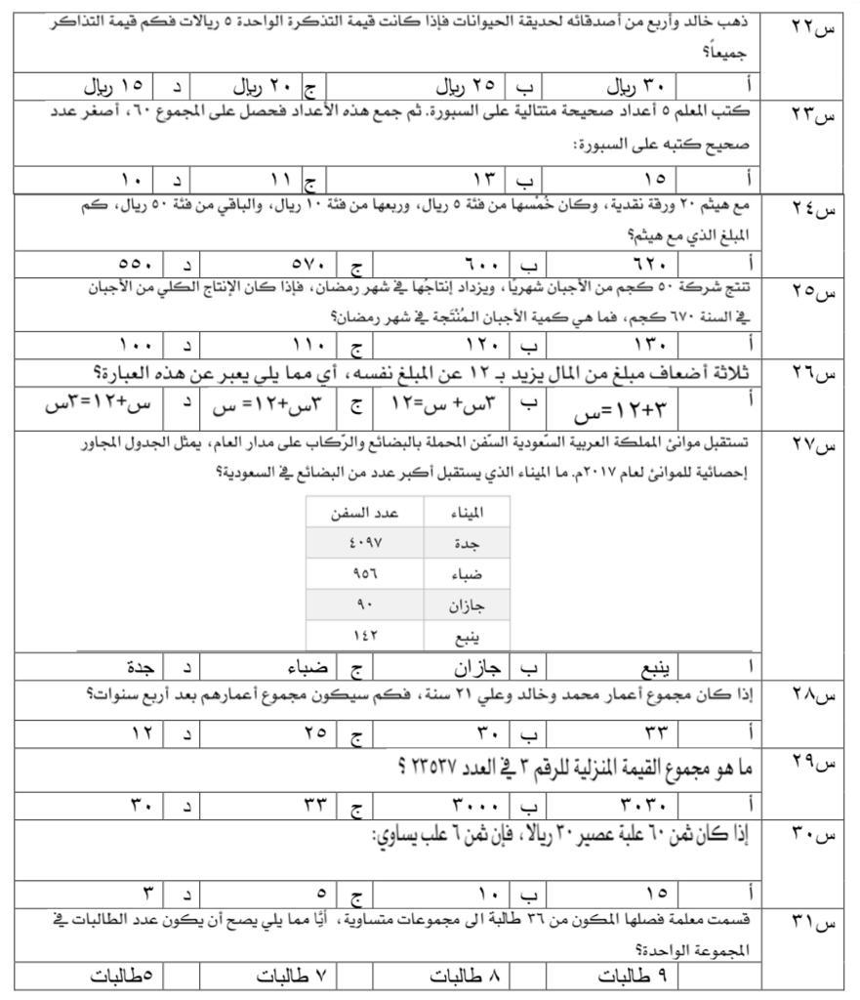 س٢٢
ذهب خالد وأربع من أصدقائه لحديقة الحيوانات فإذا كانت قيمة التذكرة الواحدة ٥ ريالات فكم قيمة التذاكر
جميعاً؟
أ ٣٠ ريال ب ٢٥ ريال ج ٢٠ ريال د ١٥ ريال
س٢٣
كتب المعلم ٥ أعداد صحيحة متتالية على السبورة. ثم جمع هذه الأعداد فحصل على المجموع ٦٠، أصغر عدد
صحيح كتبه على السبورة:
أ ١٥ ب ١٣ ج ١١ د ١٠
س٢٤
مع هيثم ٢٠ ورقة نقدية، وكان خُمْسها من فئة ٥ ريال، وربعها من فئة ١٠ ريال، والباقي من فئة ٥٠ ريال، كم
المبلغ الذي مع هيثم؟
أ ٦٢٠ ب ٦٠٠ ج ٥٧٠ د ٥٥٠
س٢٥
تنتج شركة ٥٠ كجم من الأجبان شهريًا، ويزداد إنتاجُها في شهر رمضان، فإذا كان الإنتاج الكلي من الأجبان
في السنة ٦٧٠ كجم، فما هي كمية الأجبان المُنْتَجة في شهر رمضان؟
أ ١٣٠ ب ١٢٠ ج ١١٠ د ١٠٠
س٢٦
ثلاثة أضعاف مبلغ من المال يزيد بـ ١٢ عن المبلغ نفسه، أي مما يلي يعبر عن هذه العبارة؟
أ ٣+١٢=س ب ٣س+ س=١٢ ج ٣س+١٢= س د س+١٢=٣س
س٢٧
تستقبل موانئ المملكة العربية السّعودية السّفن المحملة بالبضائع والرّكاب على مدار العام، يمثل الجدول المجاور
إحصائية للموانئ لعام ٢٠١٧م. ما الميناء الذي يستقبل أكبر عدد من البضائع في السعودية؟
الميناء عدد السفن
جدة ٤٠٩٧
ضباء ٩٥٦
جازان ٩٠
ينبع ١٤٢
ا ينبع ب جازان ج ضباء د جدة
س٢٨
إذا كان مجموع أعمار محمد وخالد وعلي ٢١ سنة، فكم سيكون مجموع أعمارهم بعد أربع سنوات؟
أ ٣٣ ب ٣٠ ج ٢٥ د ١٢
س٢٩
ما هو مجموع القيمة المنزلية للرقم ٣ في العدد ٢٣٥٣٧ ؟
أ ٣٠٣٠ ب ٣٠٠٠ ج ٣٣ د ٣٠
س٣٠
إذا كان ثمن ٦٠ علبة عصير ٣٠ ريالا، فإن ثمن ٦ علب يساوي:
أ ١٥ ب ١٠ ج ٥ د ٣
س٣١
قسمت معلمة فصلها المكون من ٣٦ طالبة الى مجموعات متساوية، أيًا مما يلي يصح أن يكون عدد الطالبات في
المجموعة الواحدة؟
٩ طالبات ٨ طالبات ٧ طالبات ٥طالبات